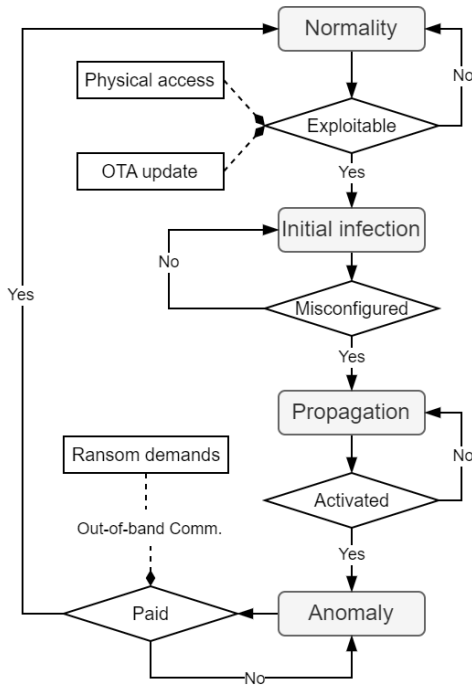 Normality
No
Physical access
Exploitable
OTA update
Yes
Initial infection
No
Misconfigured
Yes
Yes
Propagation
No
Ransom demands
Activated
Out-of-band Comm.
Yes
Paid
Anomaly
No